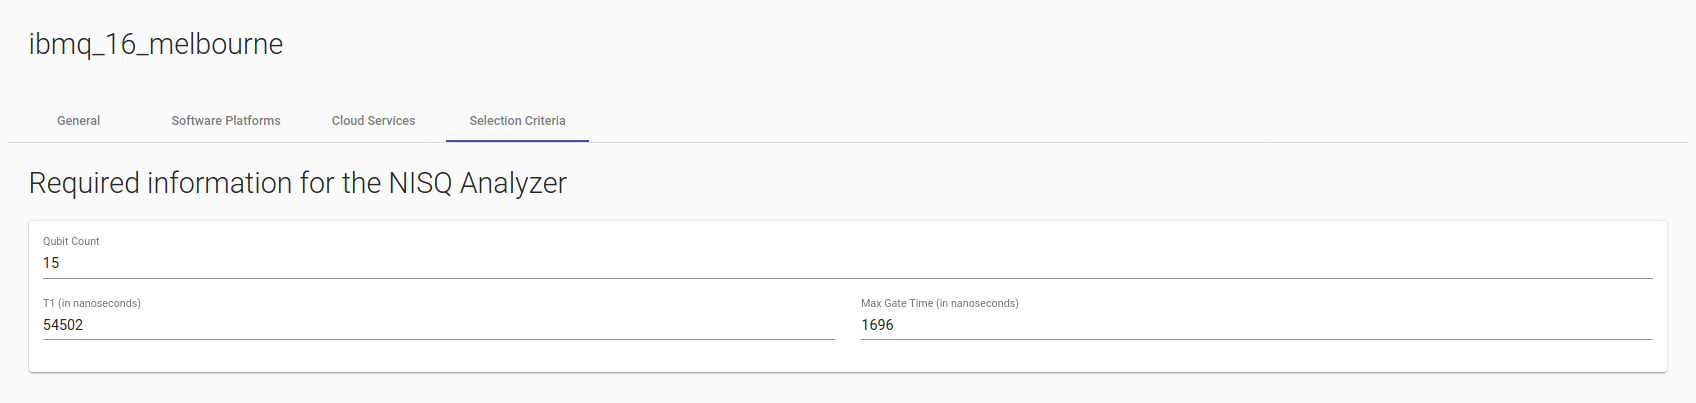 ibmq_16_melbourne
General Software Platforms Cloud Services Selection Criteria
Required information for the NISQ Analyzer
Qubit Count
15
T1 (in nanoseconds) Max Gate Time (in nanoseconds)
54502 1696